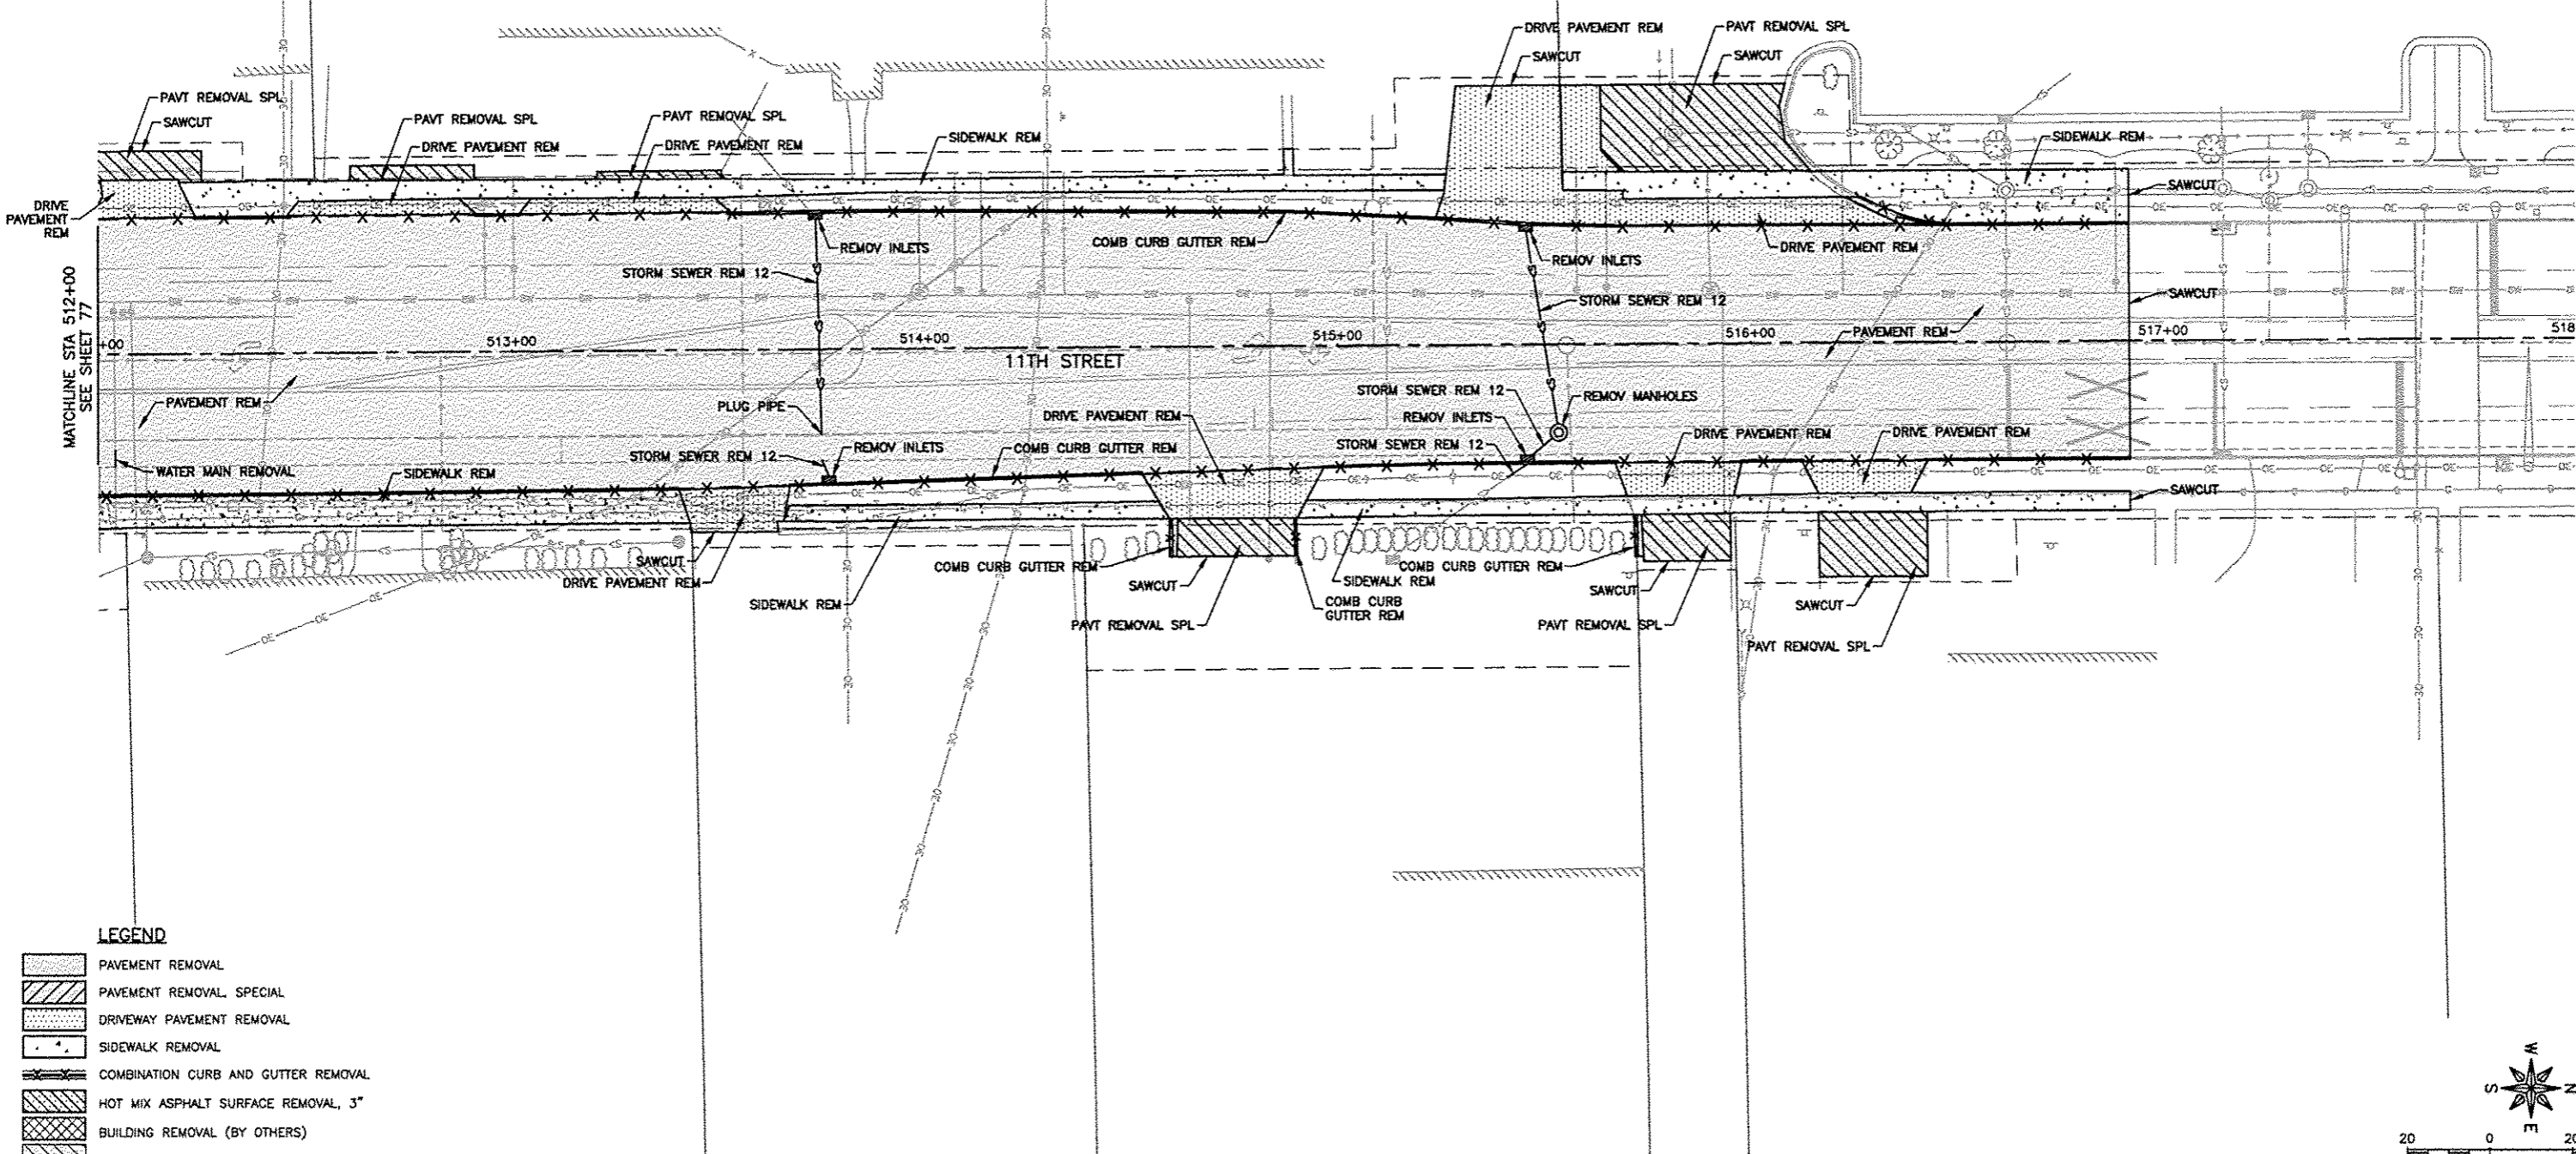 DRIVE PAVEMENT REM
PAVT REMOVAL SPL
SAWCUT
SAWCUT
PAVT REMOVAL SPL
SAWCUT
PAVT REMOVAL SPL
DRIVE PAVEMENT REM
PAVT REMOVAL SPL
DRIVE PAVEMENT REM
SIDEWALK REM
SIDEWALK REM
SAWCUT
DRIVE
PAVEMENT
REM
REMOV INLETS
COMB CURB GUTTER REM
DRIVE PAVEMENT REM
REMOV INLETS
STORM SEWER REM 12
STORM SEWER REM 12
SAWCUT
MATCHLINE STA 512+00
SEE SHEET 77
+00
513+00
514+00
515+00
516+00
517+00
518
11TH STREET
PAVEMENT REM
PAVEMENT REM
PLUG PIPE
STORM SEWER REM 12
REMOV MANHOLES
DRIVE PAVEMENT REM
REMOV INLETS
DRIVE PAVEMENT REM
DRIVE PAVEMENT REM
STORM SEWER REM 12
REMOV INLETS
COMB CURB GUTTER REM
STORM SEWER REM 12
WATER MAIN REMOVAL
SIDEWALK REM
SAWCUT
SAWCUT
DRIVE PAVEMENT REM
COMB CURB GUTTER REM
SAWCUT
SIDEWALK REM
COMB CURB GUTTER REM
SAWCUT
SIDEWALK REM
COMB CURB
GUTTER REM
SAWCUT
PAVT REMOVAL SPL
PAVT REMOVAL SPL
PAVT REMOVAL SPL
LEGEND
PAVEMENT REMOVAL
PAVEMENT REMOVAL, SPECIAL
DRIVEWAY PAVEMENT REMOVAL
SIDEWALK REMOVAL
COMBINATION CURB AND GUTTER REMOVAL
HOT MIX ASPHALT SURFACE REMOVAL, 3"
BUILDING REMOVAL (BY OTHERS)
W
S N
E
20 0 20